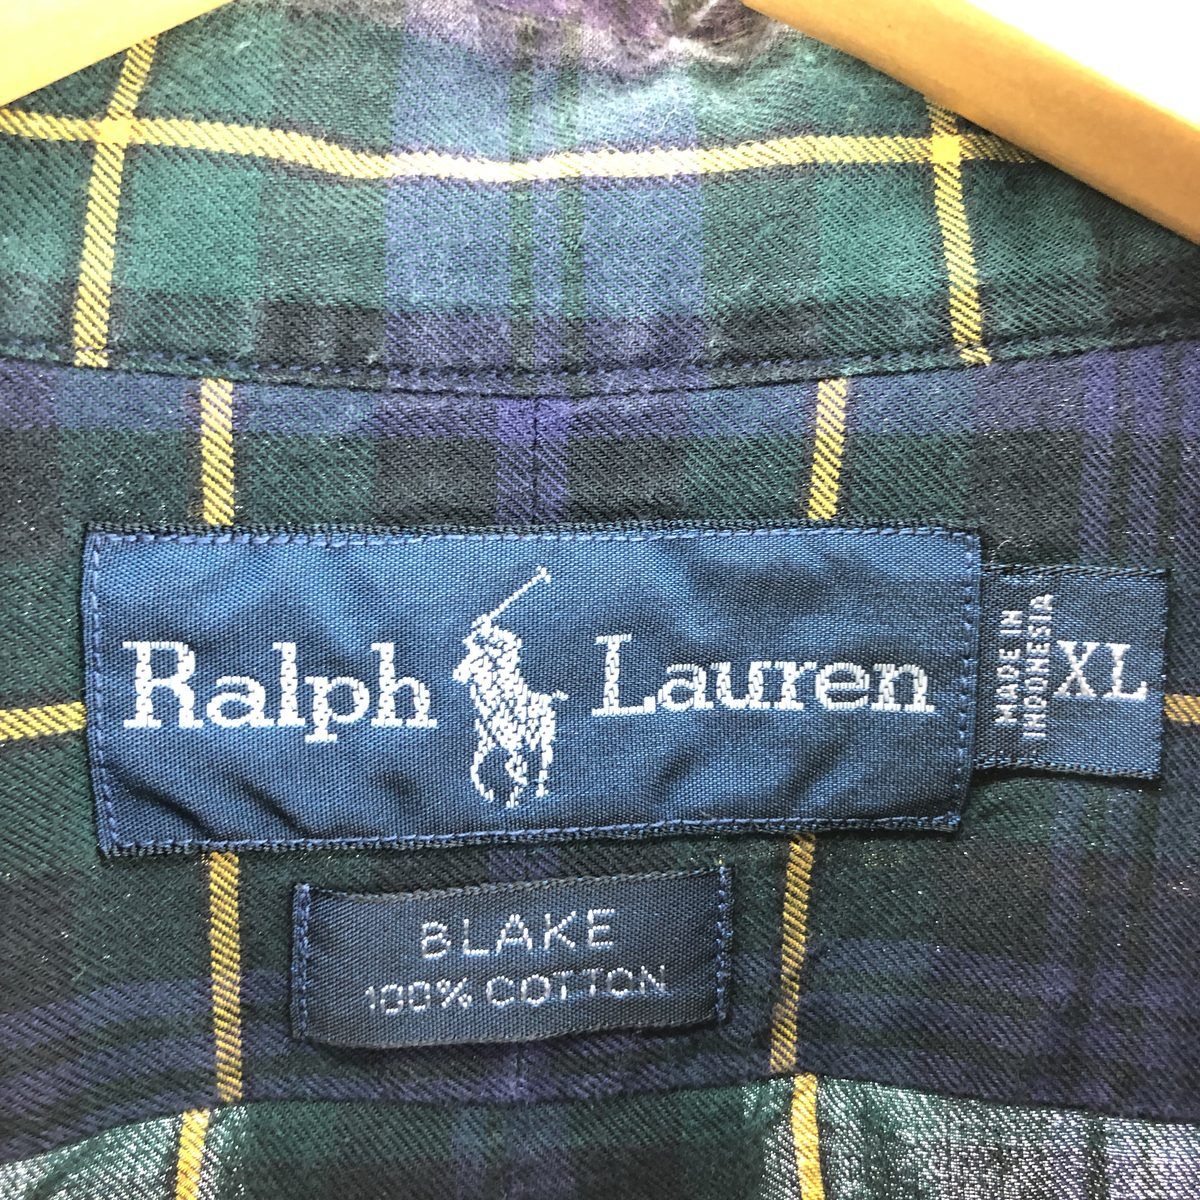 Ralph Lauren
MADE IN
INDONESIA
XL
BLAKE
100% COTTON